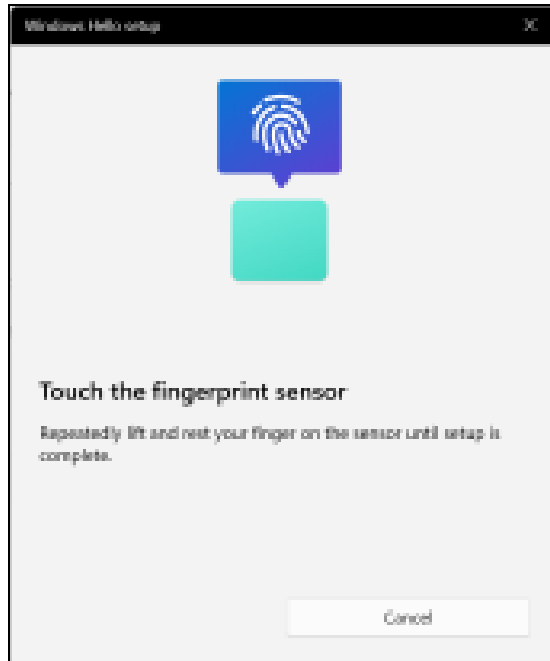 Windows Hello setup
Touch the fingerprint sensor
Repeatedly lift and rest your finger on the sensor until setup is
complete.
Cancel